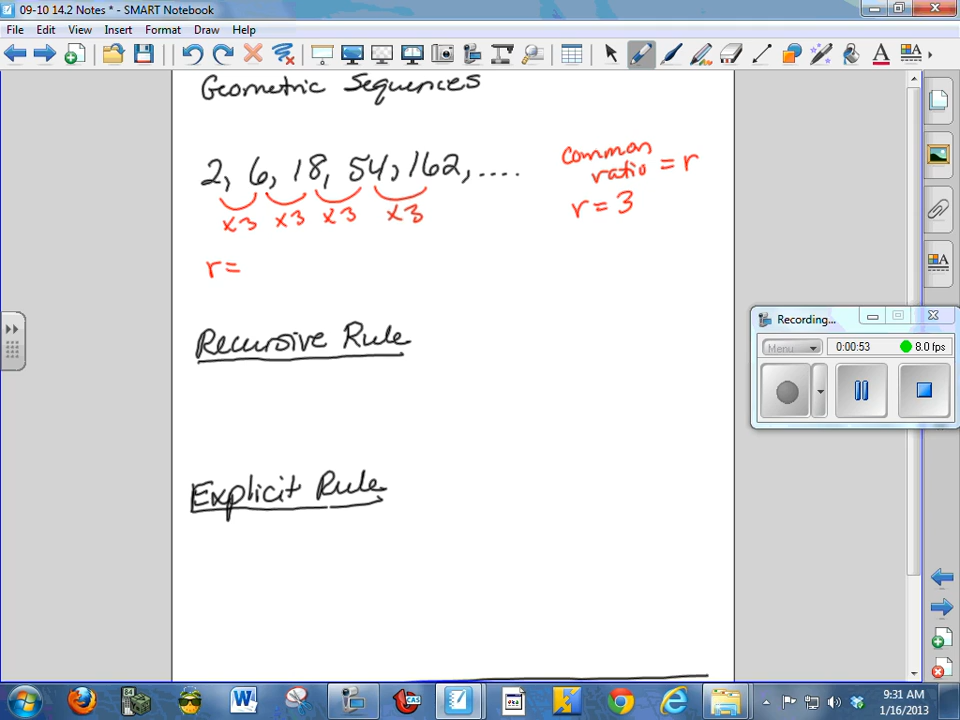 09-10 14.2 Notes * - SMART Notebook
File Edit View Insert Format Draw Help
Geometric Sequences
2, 6, 18, 54, 162, ....
x3 x3 x3 x3
common
ratio = r
r = 3
r =
Recursive Rule
Explicit Rule
Recording...
Menu 0:00:53 8.0 fps
84
W
CAS
9:31 AM
1/16/2013